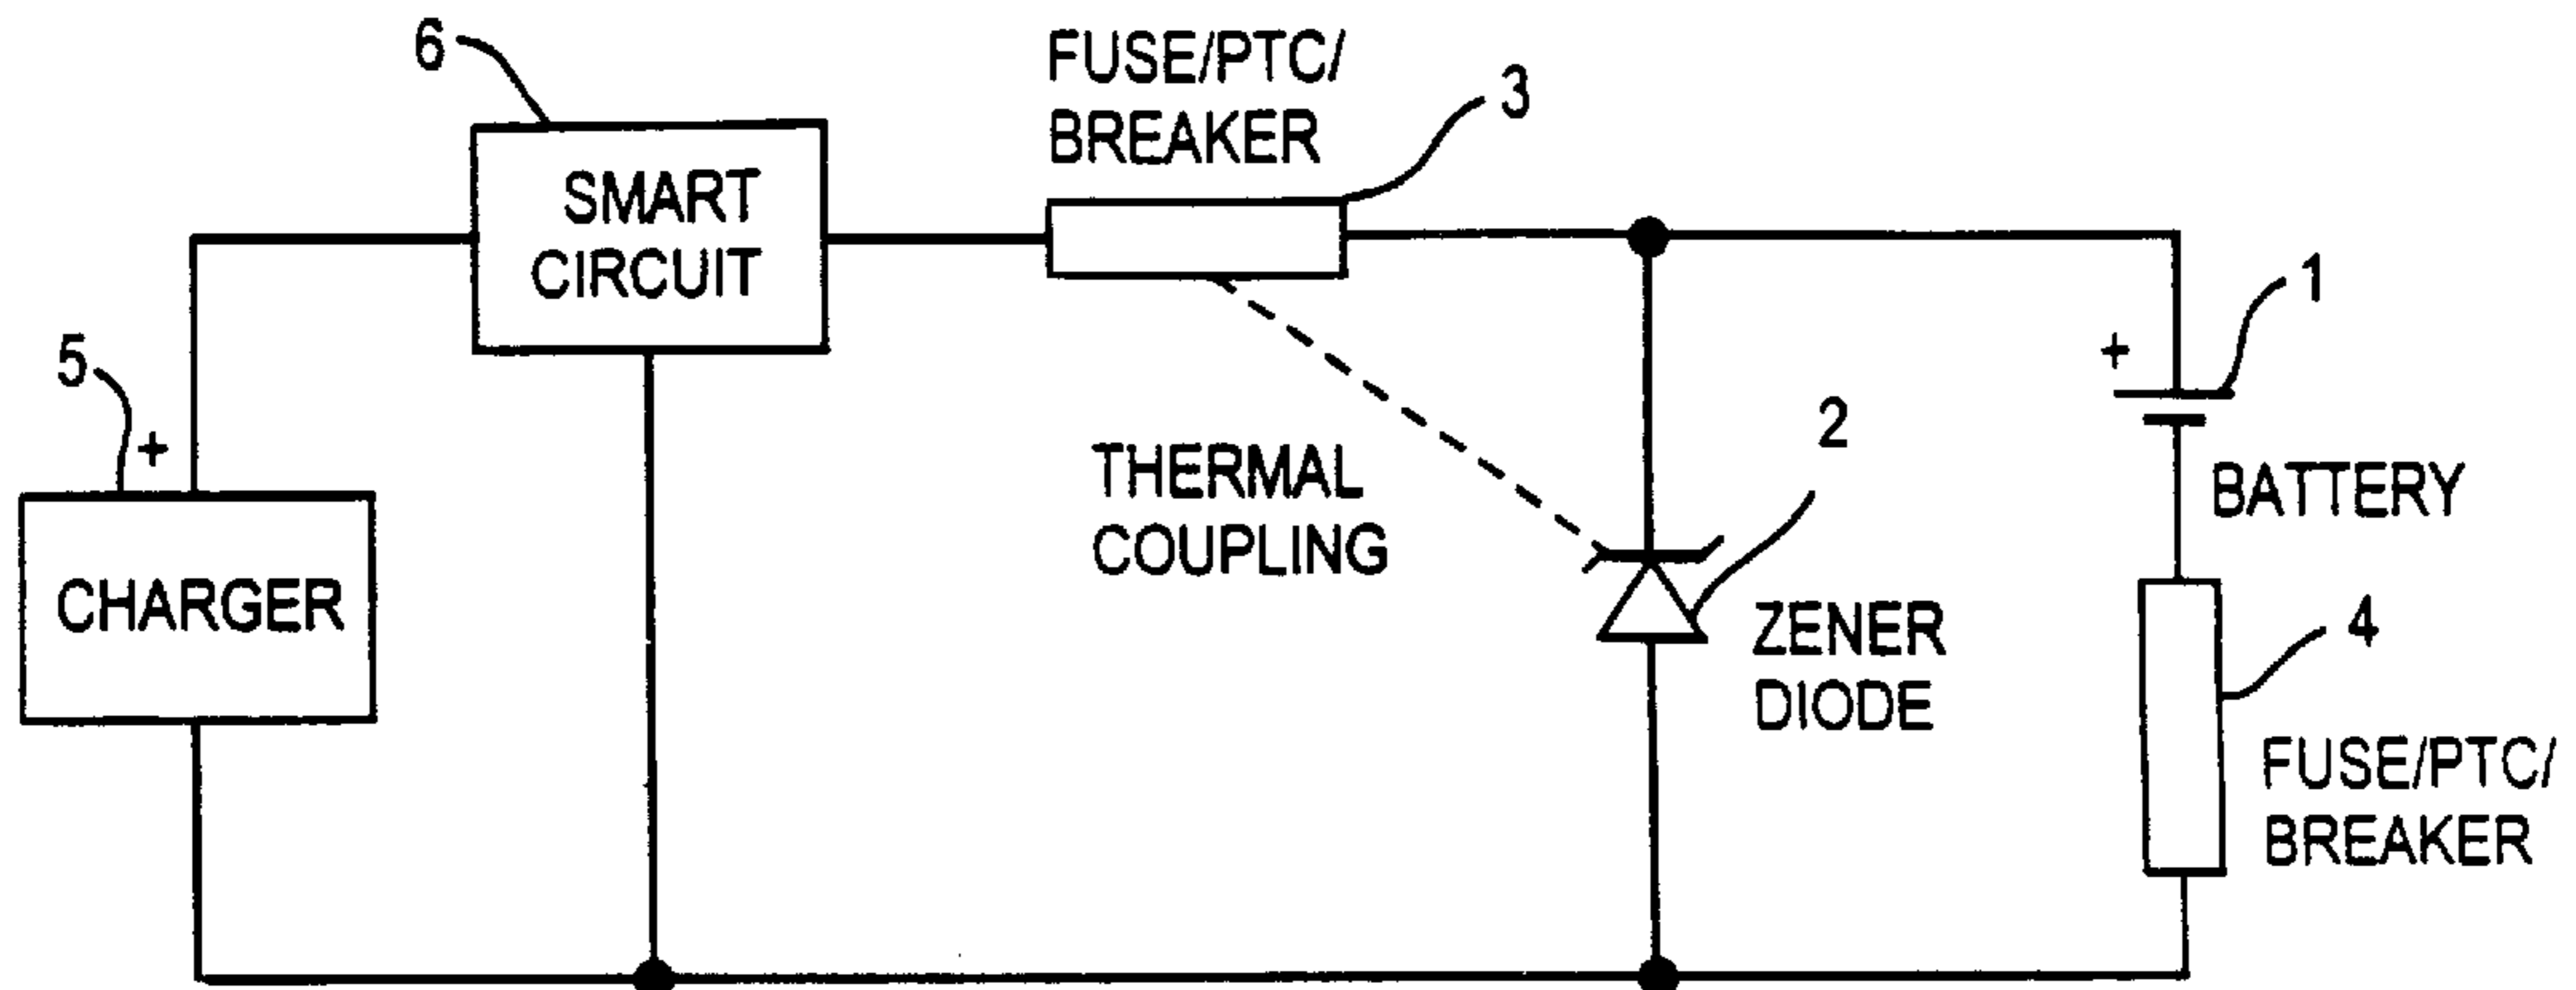 6
FUSE/PTC/
BREAKER
3
SMART
CIRCUIT
1
+
5
+
2
THERMAL
COUPLING
BATTERY
CHARGER
ZENER
DIODE
4
FUSE/PTC/
BREAKER